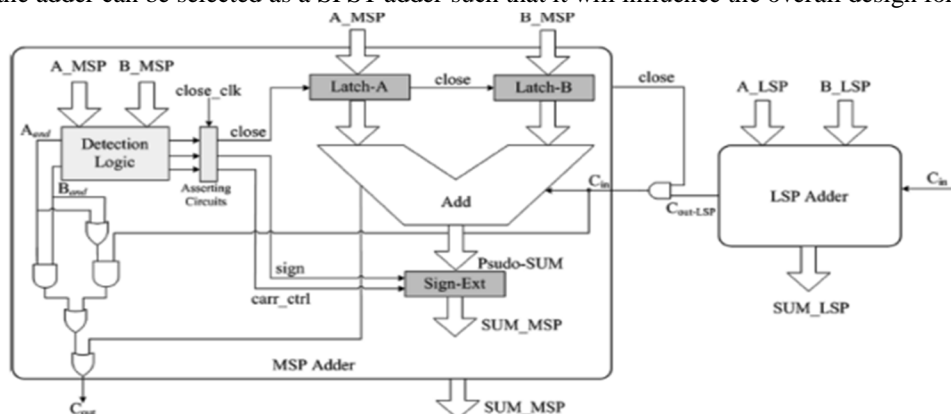 the adder can be selected as a SPST adder such that it will influence the overall design for
A_MSP
B_MSP
A_MSP B_MSP
close_clk
Latch-A
close
Latch-B
close
A_LSP
B_LSP
Aand
Detection
Logic
close
Asserting
Circuits
Band
Add
Cin
Cout-LSP
LSP Adder
Cin
Psudo-SUM
sign
Sign-Ext
carr_ctrl
SUM_MSP
SUM_LSP
MSP Adder
Cout
SUM_MSP